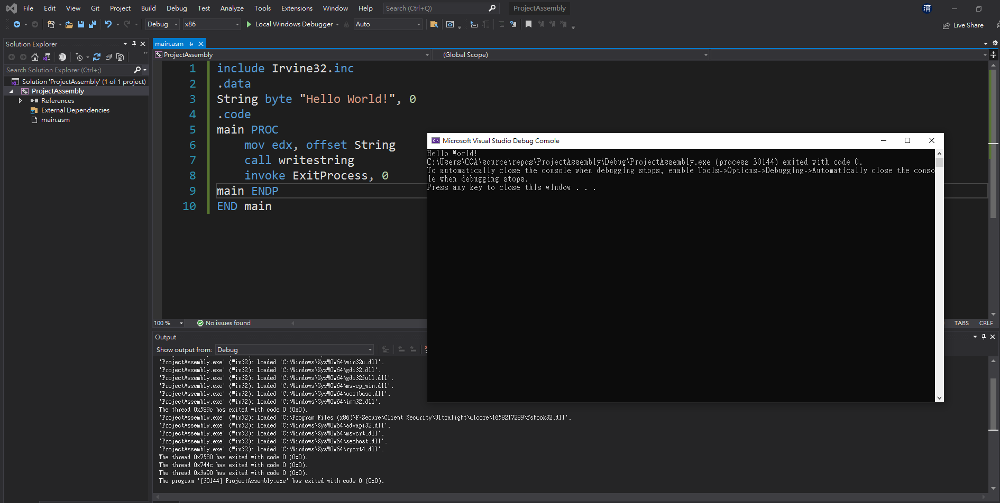 File Edit View Git Project Build Debug Test Analyze Tools Extensions Window Help Search (Ctrl+Q) ProjectAssembly
Debug x86 Local Windows Debugger Auto Live Share
Solution Explorer
Search Solution Explorer (Ctrl+;)
Solution 'ProjectAssembly' (1 of 1 project)
ProjectAssembly
References
External Dependencies
main.asm
main.asm
ProjectAssembly (Global Scope)
1 include Irvine32.inc
2 .data
3 String byte "Hello World!", 0
4 .code
5 main PROC
6 mov edx, offset String
7 call writestring
8 invoke ExitProcess, 0
9 main ENDP
10 END main
Microsoft Visual Studio Debug Console
Hello World!
C:\Users\COA\source\repos\ProjectAssembly\Debug\ProjectAssembly.exe (process 30144) exited with code 0.
To automatically close the console when debugging stops, enable Tools->Options->Debugging->Automatically close the conso
le when debugging stops.
Press any key to close this window . . .
100 % No issues found TABS CRLF
Output
Show output from: Debug
'ProjectAssembly.exe' (Win32): Loaded 'C:\Windows\SysWOW64\win32u.dll'.
'ProjectAssembly.exe' (Win32): Loaded 'C:\Windows\SysWOW64\gdi32.dll'.
'ProjectAssembly.exe' (Win32): Loaded 'C:\Windows\SysWOW64\gdi32full.dll'.
'ProjectAssembly.exe' (Win32): Loaded 'C:\Windows\SysWOW64\msvcp_win.dll'.
'ProjectAssembly.exe' (Win32): Loaded 'C:\Windows\SysWOW64\ucrtbase.dll'.
'ProjectAssembly.exe' (Win32): Loaded 'C:\Windows\SysWOW64\imm32.dll'.
The thread 0x589c has exited with code 0 (0x0).
'ProjectAssembly.exe' (Win32): Loaded 'C:\Program Files (x86)\F-Secure\Client Security\Ultralight\ulcore\1658217289\fshook32.dll'.
'ProjectAssembly.exe' (Win32): Loaded 'C:\Windows\SysWOW64\advapi32.dll'.
'ProjectAssembly.exe' (Win32): Loaded 'C:\Windows\SysWOW64\msvcrt.dll'.
'ProjectAssembly.exe' (Win32): Loaded 'C:\Windows\SysWOW64\sechost.dll'.
'ProjectAssembly.exe' (Win32): Loaded 'C:\Windows\SysWOW64\rpcrt4.dll'.
The thread 0x7580 has exited with code 0 (0x0).
The thread 0x744c has exited with code 0 (0x0).
The thread 0x3a90 has exited with code 0 (0x0).
The program '[30144] ProjectAssembly.exe' has exited with code 0 (0x0).